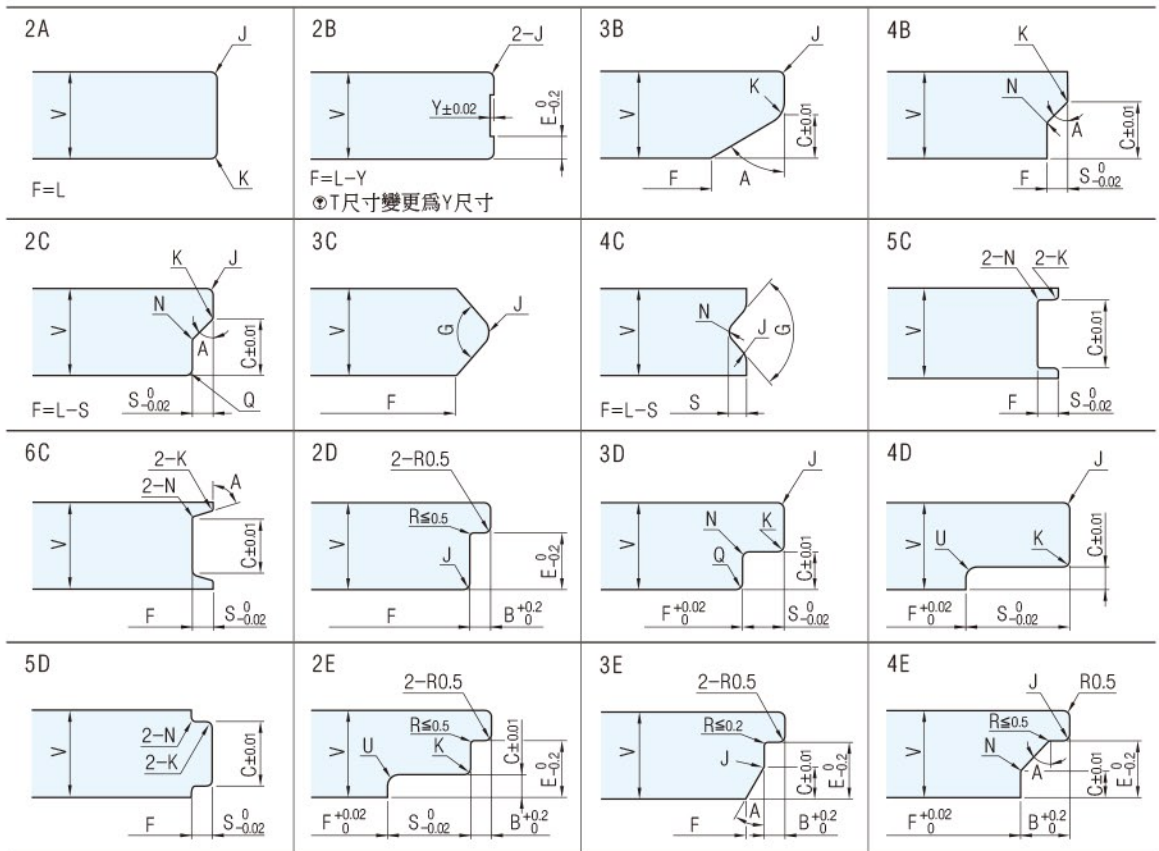 2A
J
V
K
F=L
2B
2-J
V
Y±0.02
E 0 -0.2
F=L-Y
T尺寸變更爲Y尺寸
3B
J
K
V
C±0.01
F
A
4B
K
N
V
A
C±0.01
F
S 0 -0.02
2C
K
J
N
V
A
C±0.01
S 0 -0.02
Q
F=L-S
3C
V
G
J
F
4C
N
J
V
G
F=L-S
S
5C
2-N
2-K
V
C±0.01
F
S 0 -0.02
6C
2-K
2-N
A
V
C±0.01
F
S 0 -0.02
2D
2-R0.5
R≦0.5
V
J
E 0 -0.2
F
B +0.2 0
3D
J
N
K
V
Q
C±0.01
F +0.02 0
S 0 -0.02
4D
J
V
U
K
C±0.01
F +0.02 0
S 0 -0.02
5D
V
2-N
2-K
C±0.01
F
S 0 -0.02
2E
2-R0.5
R≦0.5
V
U
K
C±0.01
E 0 -0.2
F +0.02 0
S 0 -0.02
B +0.2 0
3E
2-R0.5
R≦0.2
V
J
C±0.01
E 0 -0.2
A
F
B +0.2 0
4E
J
R0.5
R≦0.5
V
N
A
C±0.01
E 0 -0.2
F +0.02 0
B +0.2 0